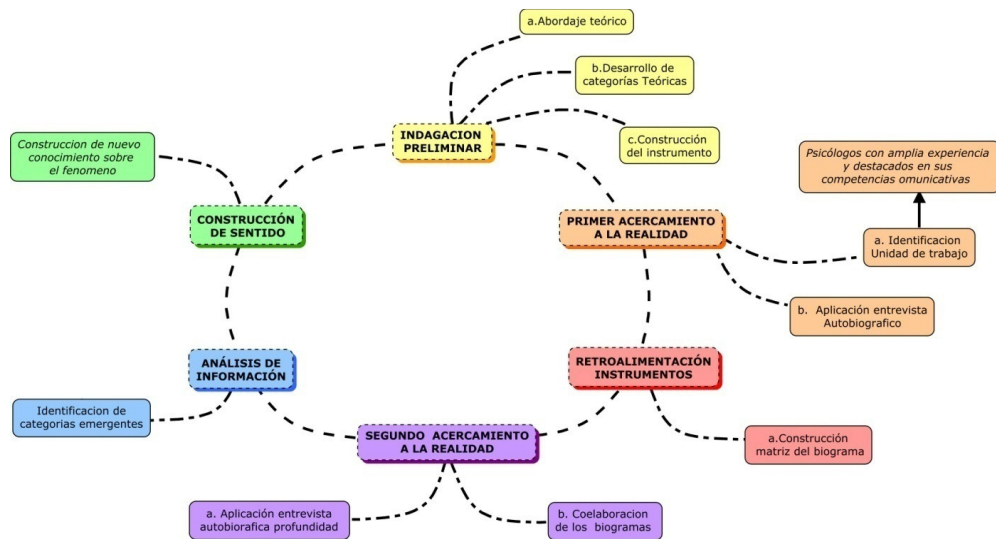 a.Abordaje teórico
b.Desarrollo de
categorías Teóricas
c.Construcción
del instrumento
INDAGACION
PRELIMINAR
Construccion de nuevo
conocimiento sobre
el fenomeno
CONSTRUCCIÓN
DE SENTIDO
PRIMER ACERCAMIENTO
A LA REALIDAD
Psicólogos con amplia experiencia
y destacados en sus
competencias omunicativas
a. Identificacion
Unidad de trabajo
b. Aplicación entrevista
Autobiografico
RETROALIMENTACIÓN
INSTRUMENTOS
a.Construcción
matriz del biograma
SEGUNDO ACERCAMIENTO
A LA REALIDAD
a. Aplicación entrevista
autobiorafica profundidad
b. Coelaboracion
de los biogramas
ANÁLISIS DE
INFORMACIÓN
Identificacion de
categorias emergentes